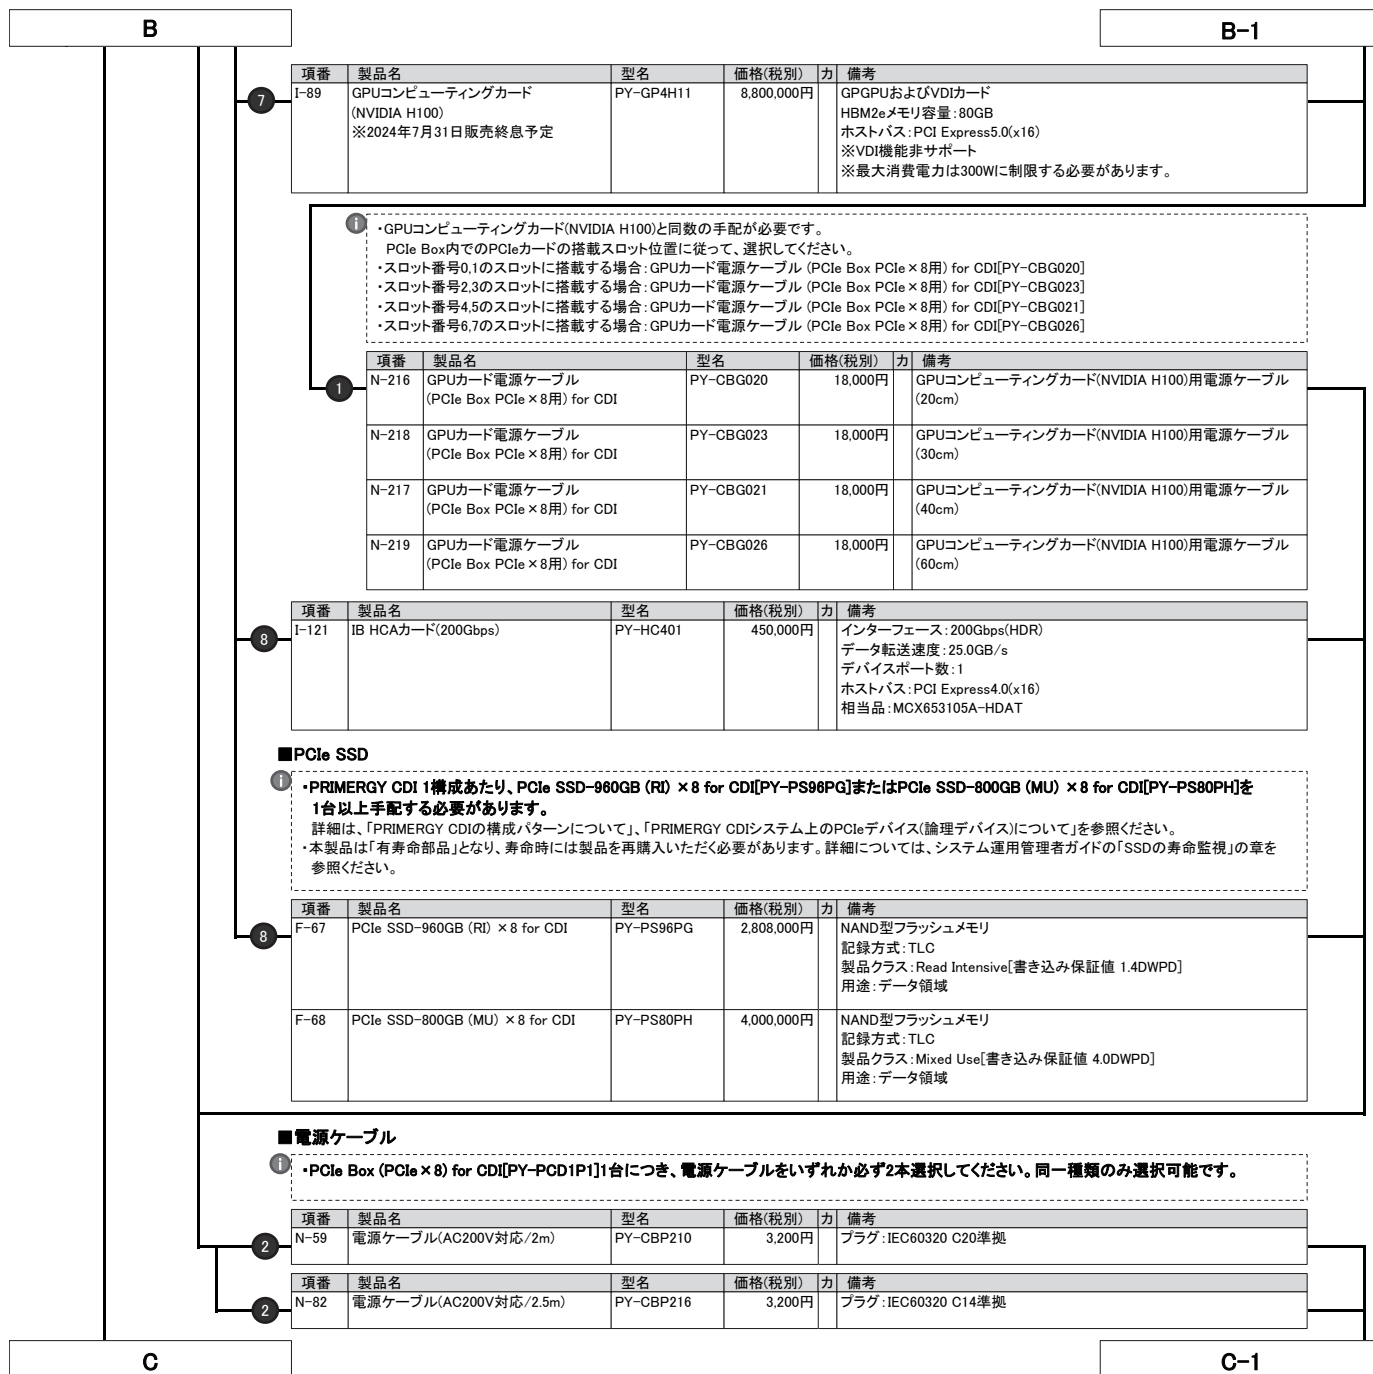 B
B-1
項番 製品名 型名 価格(税別) カ 備考
7 I-89 GPUコンピューティングカード PY-GP4H11 8,800,000円 GPGPUおよびVDIカード
(NVIDIA H100) HBM2eメモリ容量:80GB
※2024年7月31日販売終息予定 ホストバス:PCI Express5.0(x16)
※VDI機能非サポート
※最大消費電力は300Wに制限する必要があります。
i ・GPUコンピューティングカード(NVIDIA H100)と同数の手配が必要です。
PCIe Box内でのPCIeカードの搭載スロット位置に従って、選択してください。
・スロット番号0,1のスロットに搭載する場合:GPUカード電源ケーブル (PCIe Box PCIe×8用) for CDI[PY-CBG020]
・スロット番号2,3のスロットに搭載する場合:GPUカード電源ケーブル (PCIe Box PCIe×8用) for CDI[PY-CBG023]
・スロット番号4,5のスロットに搭載する場合:GPUカード電源ケーブル (PCIe Box PCIe×8用) for CDI[PY-CBG021]
・スロット番号6,7のスロットに搭載する場合:GPUカード電源ケーブル (PCIe Box PCIe×8用) for CDI[PY-CBG026]
項番 製品名 型名 価格(税別) カ 備考
1 N-216 GPUカード電源ケーブル PY-CBG020 18,000円 GPUコンピューティングカード(NVIDIA H100)用電源ケーブル
(PCIe Box PCIe×8用) for CDI (20cm)
N-218 GPUカード電源ケーブル PY-CBG023 18,000円 GPUコンピューティングカード(NVIDIA H100)用電源ケーブル
(PCIe Box PCIe×8用) for CDI (30cm)
N-217 GPUカード電源ケーブル PY-CBG021 18,000円 GPUコンピューティングカード(NVIDIA H100)用電源ケーブル
(PCIe Box PCIe×8用) for CDI (40cm)
N-219 GPUカード電源ケーブル PY-CBG026 18,000円 GPUコンピューティングカード(NVIDIA H100)用電源ケーブル
(PCIe Box PCIe×8用) for CDI (60cm)
項番 製品名 型名 価格(税別) カ 備考
8 I-121 IB HCAカード(200Gbps) PY-HC401 450,000円 インターフェース:200Gbps(HDR)
データ転送速度:25.0GB/s
デバイスポート数:1
ホストバス:PCI Express4.0(x16)
相当品:MCX653105A-HDAT
■PCIe SSD
i ・PRIMERGY CDI 1構成あたり、PCIe SSD-960GB (RI) ×8 for CDI[PY-PS96PG]またはPCIe SSD-800GB (MU) ×8 for CDI[PY-PS80PH]を
1台以上手配する必要があります。
詳細は、「PRIMERGY CDIの構成パターンについて」、「PRIMERGY CDIシステム上のPCIeデバイス(論理デバイス)について」を参照ください。
・本製品は「有寿命部品」となり、寿命時には製品を再購入いただく必要があります。詳細については、システム運用管理者ガイドの「SSDの寿命監視」の章を
参照ください。
項番 製品名 型名 価格(税別) カ 備考
8 F-67 PCIe SSD-960GB (RI) ×8 for CDI PY-PS96PG 2,808,000円 NAND型フラッシュメモリ
記録方式:TLC
製品クラス:Read Intensive[書き込み保証値 1.4DWPD]
用途:データ領域
F-68 PCIe SSD-800GB (MU) ×8 for CDI PY-PS80PH 4,000,000円 NAND型フラッシュメモリ
記録方式:TLC
製品クラス:Mixed Use[書き込み保証値 4.0DWPD]
用途:データ領域
■電源ケーブル
i ・PCIe Box (PCIe×8) for CDI[PY-PCD1P1]1台につき、電源ケーブルをいずれか必ず2本選択してください。同一種類のみ選択可能です。
項番 製品名 型名 価格(税別) カ 備考
2 N-59 電源ケーブル(AC200V対応/2m) PY-CBP210 3,200円 プラグ:IEC60320 C20準拠
項番 製品名 型名 価格(税別) カ 備考
2 N-82 電源ケーブル(AC200V対応/2.5m) PY-CBP216 3,200円 プラグ:IEC60320 C14準拠
C
C-1